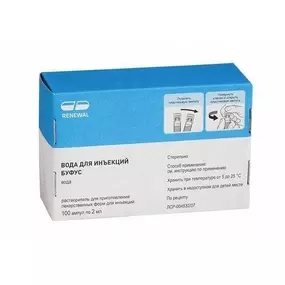 RENEWAL
ВОДА ДЛЯ ИНЪЕКЦИЙ
БУФУС
вода
растворитель для приготовления
лекарственных форм для инъекций
100 ампул по 2 мл
Стерильно
Способ применения:
см. инструкцию по применению
Хранить при температуре от 5 до 25 °С
Хранить в недоступном для детей месте
По рецепту